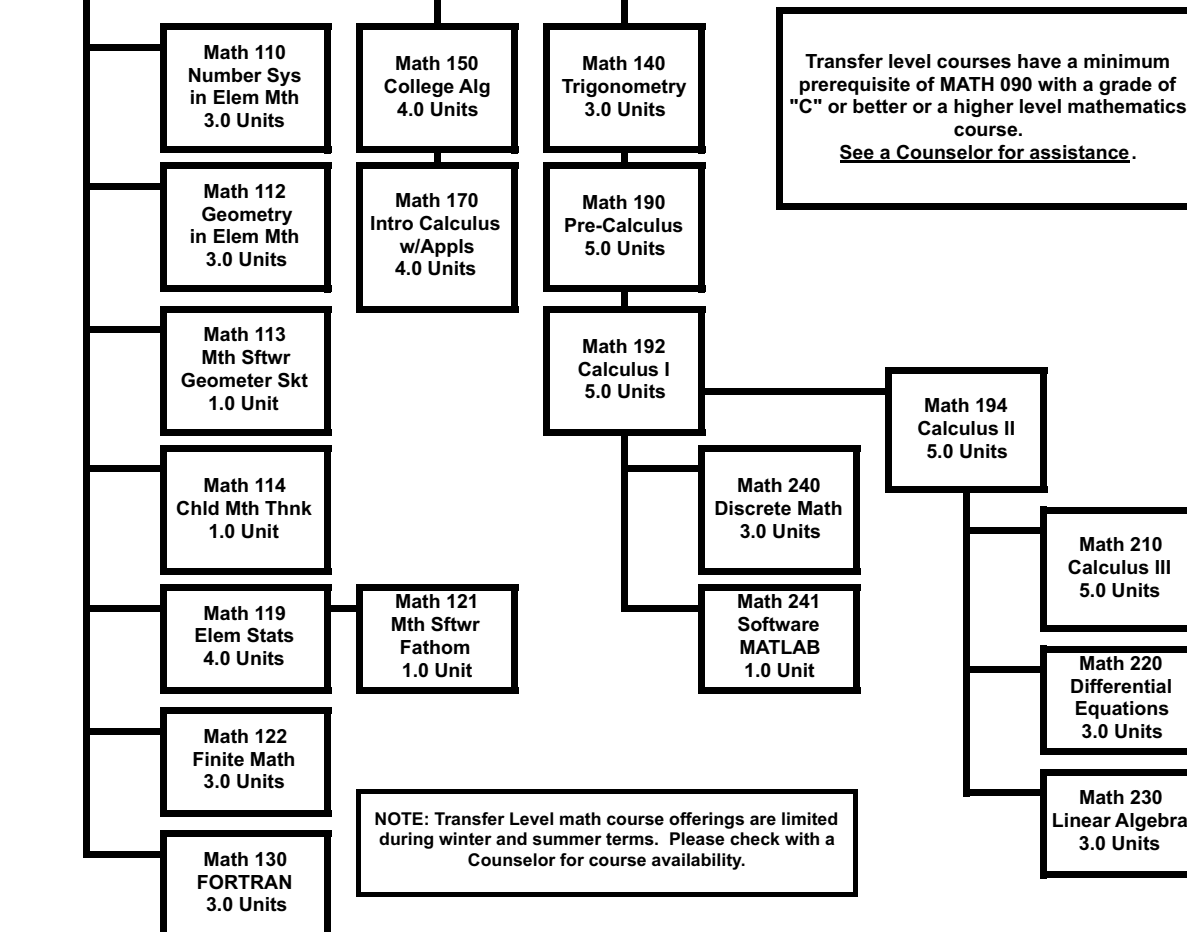 Math 110
Number Sys
in Elem Mth
3.0 Units
Math 150
College Alg
4.0 Units
Math 140
Trigonometry
3.0 Units
Transfer level courses have a minimum
prerequisite of MATH 090 with a grade of
"C" or better or a higher level mathematics
course.
See a Counselor for assistance.
Math 112
Geometry
in Elem Mth
3.0 Units
Math 170
Intro Calculus
w/Appls
4.0 Units
Math 190
Pre-Calculus
5.0 Units
Math 113
Mth Sftwr
Geometer Skt
1.0 Unit
Math 192
Calculus I
5.0 Units
Math 194
Calculus II
5.0 Units
Math 114
Chld Mth Thnk
1.0 Unit
Math 240
Discrete Math
3.0 Units
Math 210
Calculus III
5.0 Units
Math 119
Elem Stats
4.0 Units
Math 121
Mth Sftwr
Fathom
1.0 Unit
Math 241
Software
MATLAB
1.0 Unit
Math 220
Differential
Equations
3.0 Units
Math 122
Finite Math
3.0 Units
Math 230
Linear Algebra
3.0 Units
NOTE: Transfer Level math course offerings are limited
during winter and summer terms.  Please check with a
Counselor for course availability.
Math 130
FORTRAN
3.0 Units